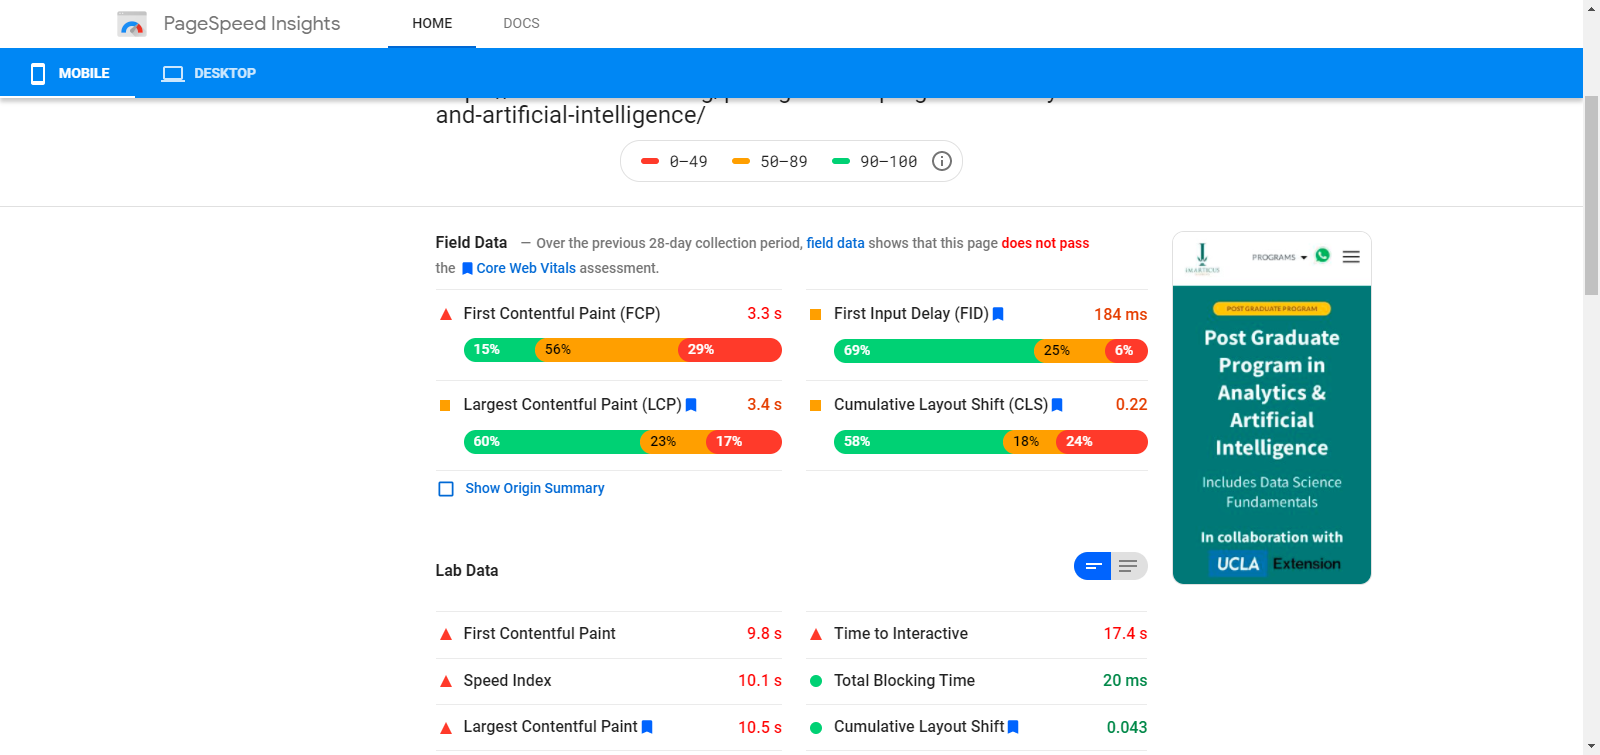 PageSpeed Insights
HOME
DOCS
MOBILE
DESKTOP
and-artificial-intelligence/
0–49
50–89
90–100
Field Data — Over the previous 28-day collection period, field data shows that this page does not pass
the Core Web Vitals assessment.
First Contentful Paint (FCP) 3.3 s
15% 56% 29%
First Input Delay (FID) 184 ms
69% 25% 6%
Largest Contentful Paint (LCP) 3.4 s
60% 23% 17%
Cumulative Layout Shift (CLS) 0.22
58% 18% 24%
Show Origin Summary
PROGRAMS
POST GRADUATE PROGRAM
Post Graduate
Program in
Analytics &
Artificial
Intelligence
Includes Data Science
Fundamentals
In collaboration with
UCLA Extension
Lab Data
First Contentful Paint 9.8 s
Time to Interactive 17.4 s
Speed Index 10.1 s
Total Blocking Time 20 ms
Largest Contentful Paint 10.5 s
Cumulative Layout Shift 0.043